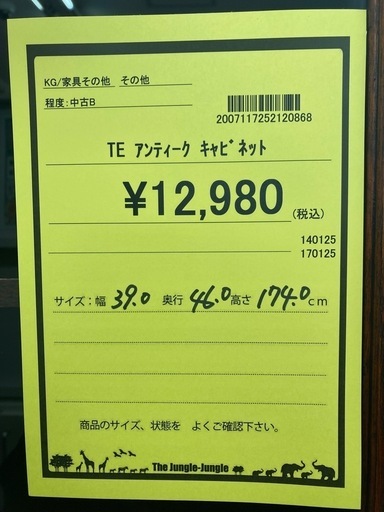 KG/家具その他 その他
程度:中古B
2007117252120868
TE ｱﾝﾃｨｰｸ ｷｬﾋﾞﾈｯﾄ
¥12,980(税込)
140125
170125
サイズ:幅 39.0 奥行 46.0 高さ 174.0 cm
商品のサイズ、状態を よくご確認下さい。
The Jungle-Jungle